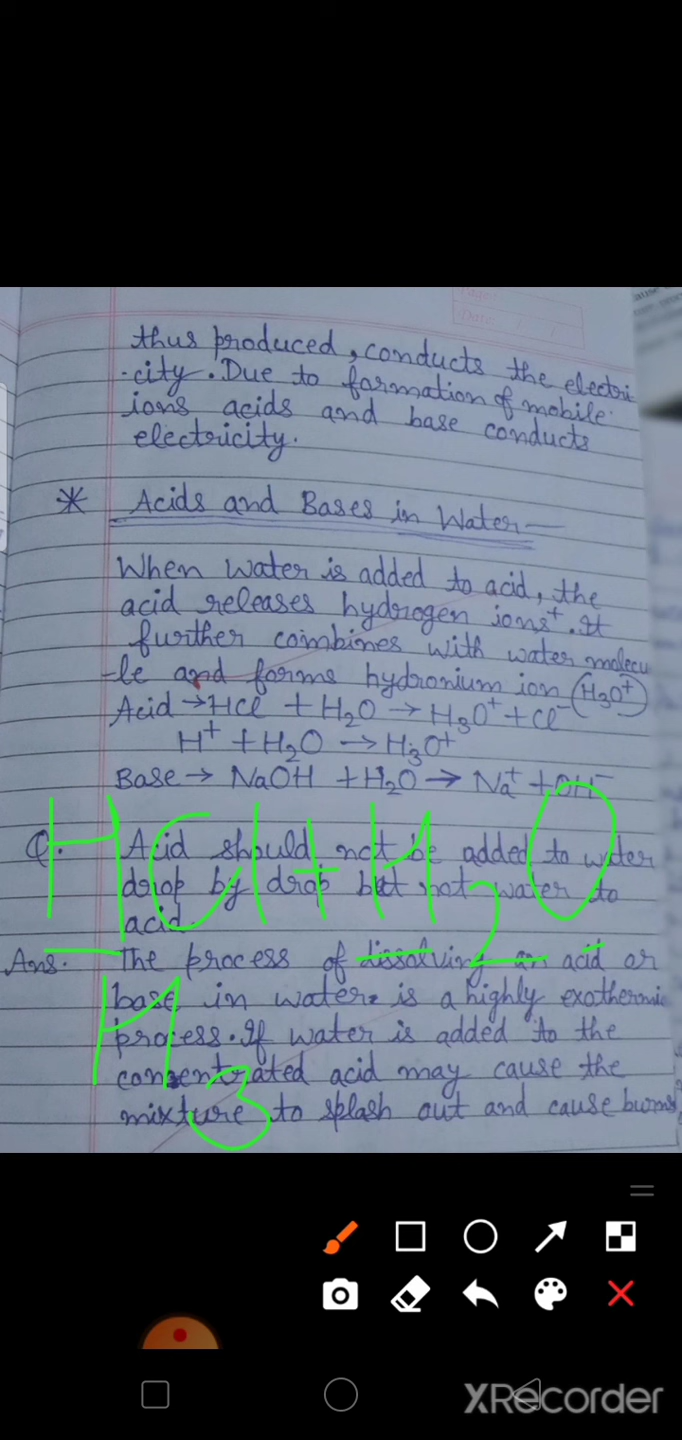 thus produced, conducts the electri
-city. Due to formation of mobile
ions acids and base conducts
electricity.
* Acids and Bases in Water
When water is added to acid, the
acid releases hydrogen ions⁺. It
further combines with water molecu
-le and forms hydronium ion (H₃O⁺)
Acid → HCl + H₂O → H₃O⁺ + Cl⁻
H⁺ + H₂O → H₃O⁺
Base → NaOH + H₂O → Na⁺ + OH⁻
HCl + H₂O
Q. Acid should not be added to water
drop by drop but not water to
acid.
Ans. The process of dissolving an acid or
base in water is a highly exothermic
process. If water is added to the
consentrated acid may cause the
mixture to splash out and cause burns
H3
XRecorder